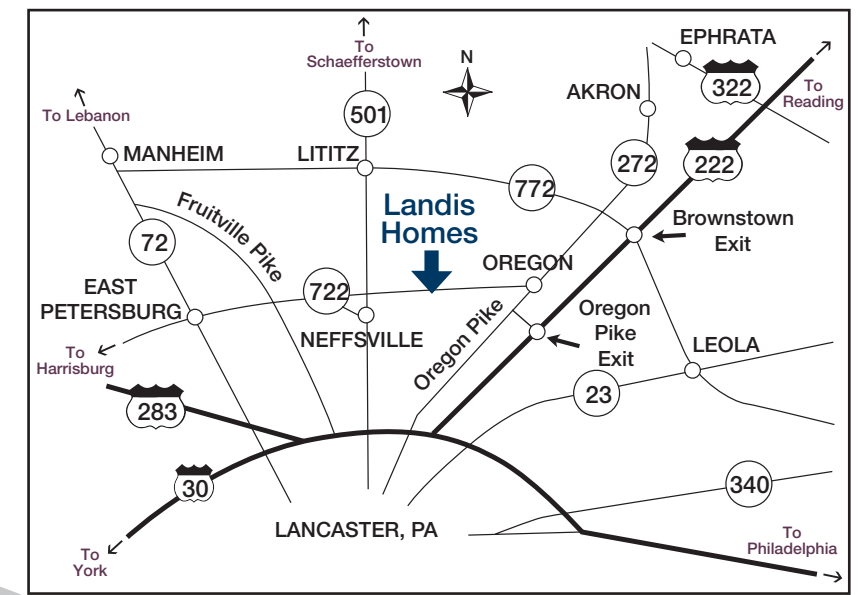 To
Schaefferstown
N
EPHRATA
322
To
Reading
AKRON
To Lebanon
501
MANHEIM
LITITZ
272
222
772
Fruitville Pike
Landis
Homes
Brownstown
Exit
72
OREGON
EAST
PETERSBURG
722
NEFFSVILLE
Oregon Pike
Oregon
Pike
Exit
To
Harrisburg
LEOLA
283
23
30
340
LANCASTER, PA
To
York
To
Philadelphia